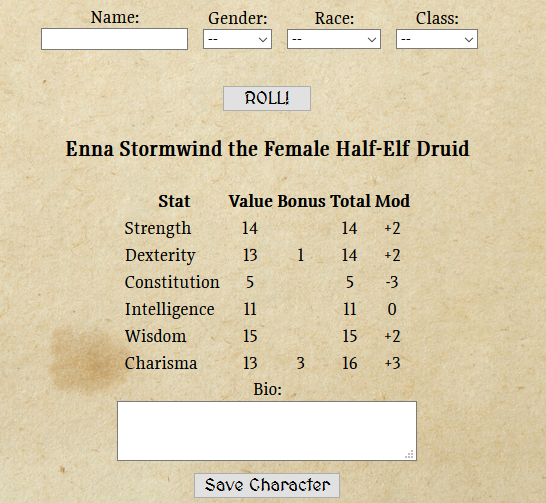 Name: Gender: Race: Class:
-- -- --
ROLL!
Enna Stormwind the Female Half-Elf Druid
Stat Value Bonus Total Mod
Strength 14 14 +2
Dexterity 13 1 14 +2
Constitution 5 5 -3
Intelligence 11 11 0
Wisdom 15 15 +2
Charisma 13 3 16 +3
Bio:
Save Character